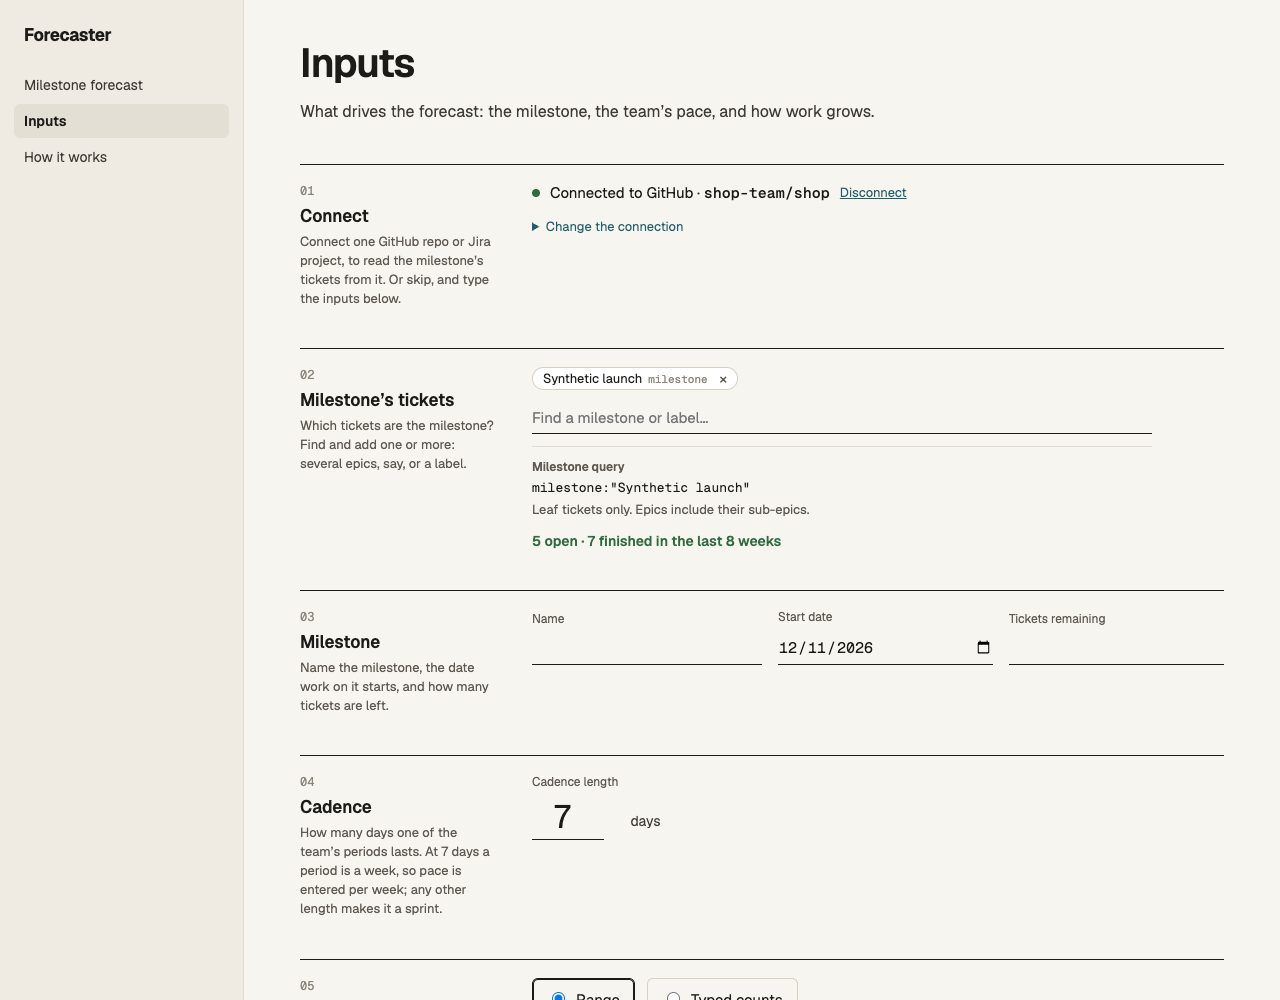 Forecaster
Milestone forecast
Inputs
How it works
Inputs
What drives the forecast: the milestone, the team’s pace, and how work grows.
01
Connect
Connect one GitHub repo or Jira
project, to read the milestone’s
tickets from it. Or skip, and type
the inputs below.
Connected to GitHub · shop-team/shop Disconnect
Change the connection
02
Milestone’s tickets
Which tickets are the milestone?
Find and add one or more:
several epics, say, or a label.
Synthetic launch milestone ×
Find a milestone or label…
Milestone query
milestone:"Synthetic launch"
Leaf tickets only. Epics include their sub-epics.
5 open · 7 finished in the last 8 weeks
03
Milestone
Name the milestone, the date
work on it starts, and how many
tickets are left.
Name
Start date
12/11/2026
Tickets remaining
04
Cadence
How many days one of the
team’s periods lasts. At 7 days a
period is a week, so pace is
entered per week; any other
length makes it a sprint.
Cadence length
7 days
05
Range
Typed counts